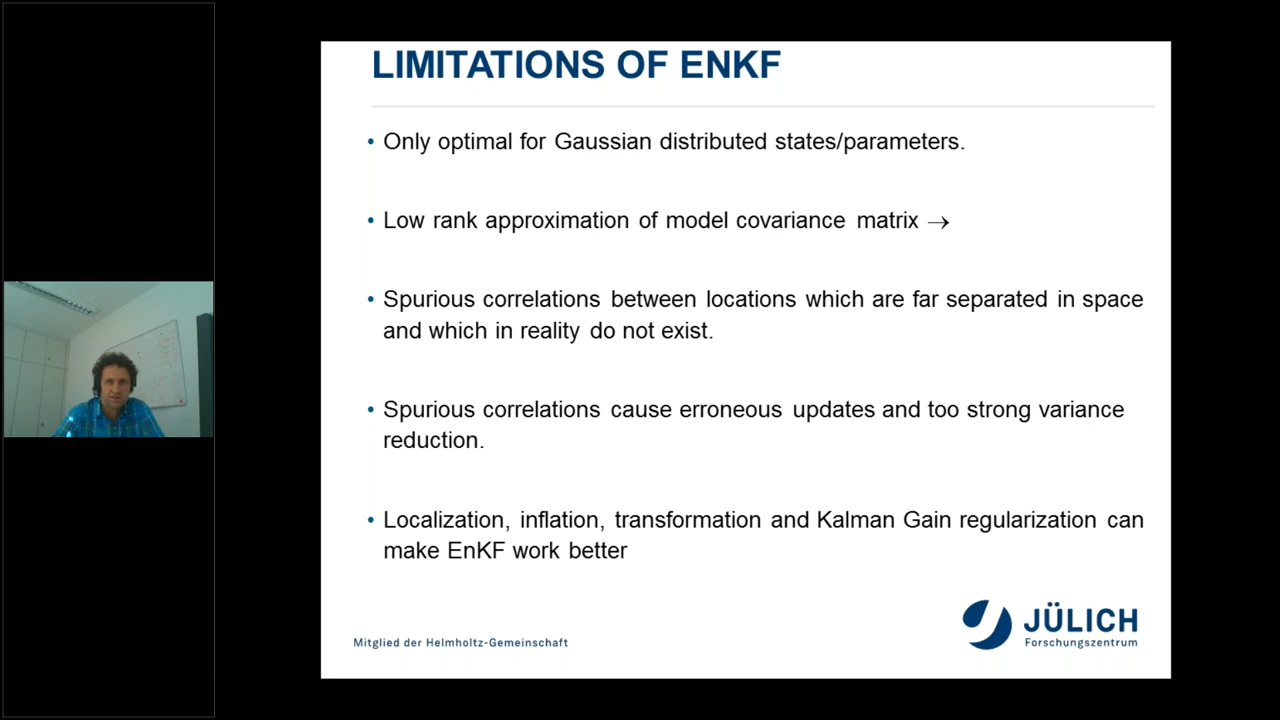 LIMITATIONS OF ENKF
• Only optimal for Gaussian distributed states/parameters.
• Low rank approximation of model covariance matrix →
• Spurious correlations between locations which are far separated in space
and which in reality do not exist.
• Spurious correlations cause erroneous updates and too strong variance
reduction.
• Localization, inflation, transformation and Kalman Gain regularization can
make EnKF work better
Mitglied der Helmholtz-Gemeinschaft
JÜLICH
Forschungszentrum